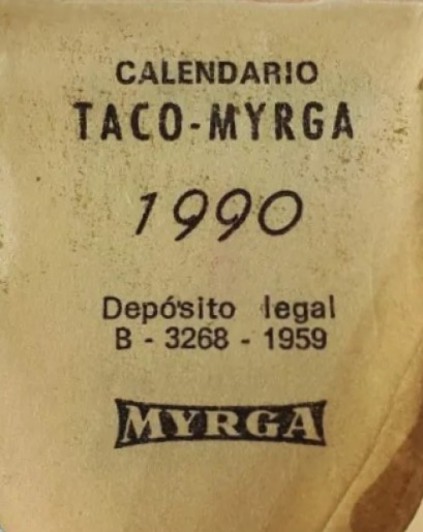 CALENDARIO
TACO-MYRGA
1990
Depósito legal
B - 3268 - 1959
MYRGA